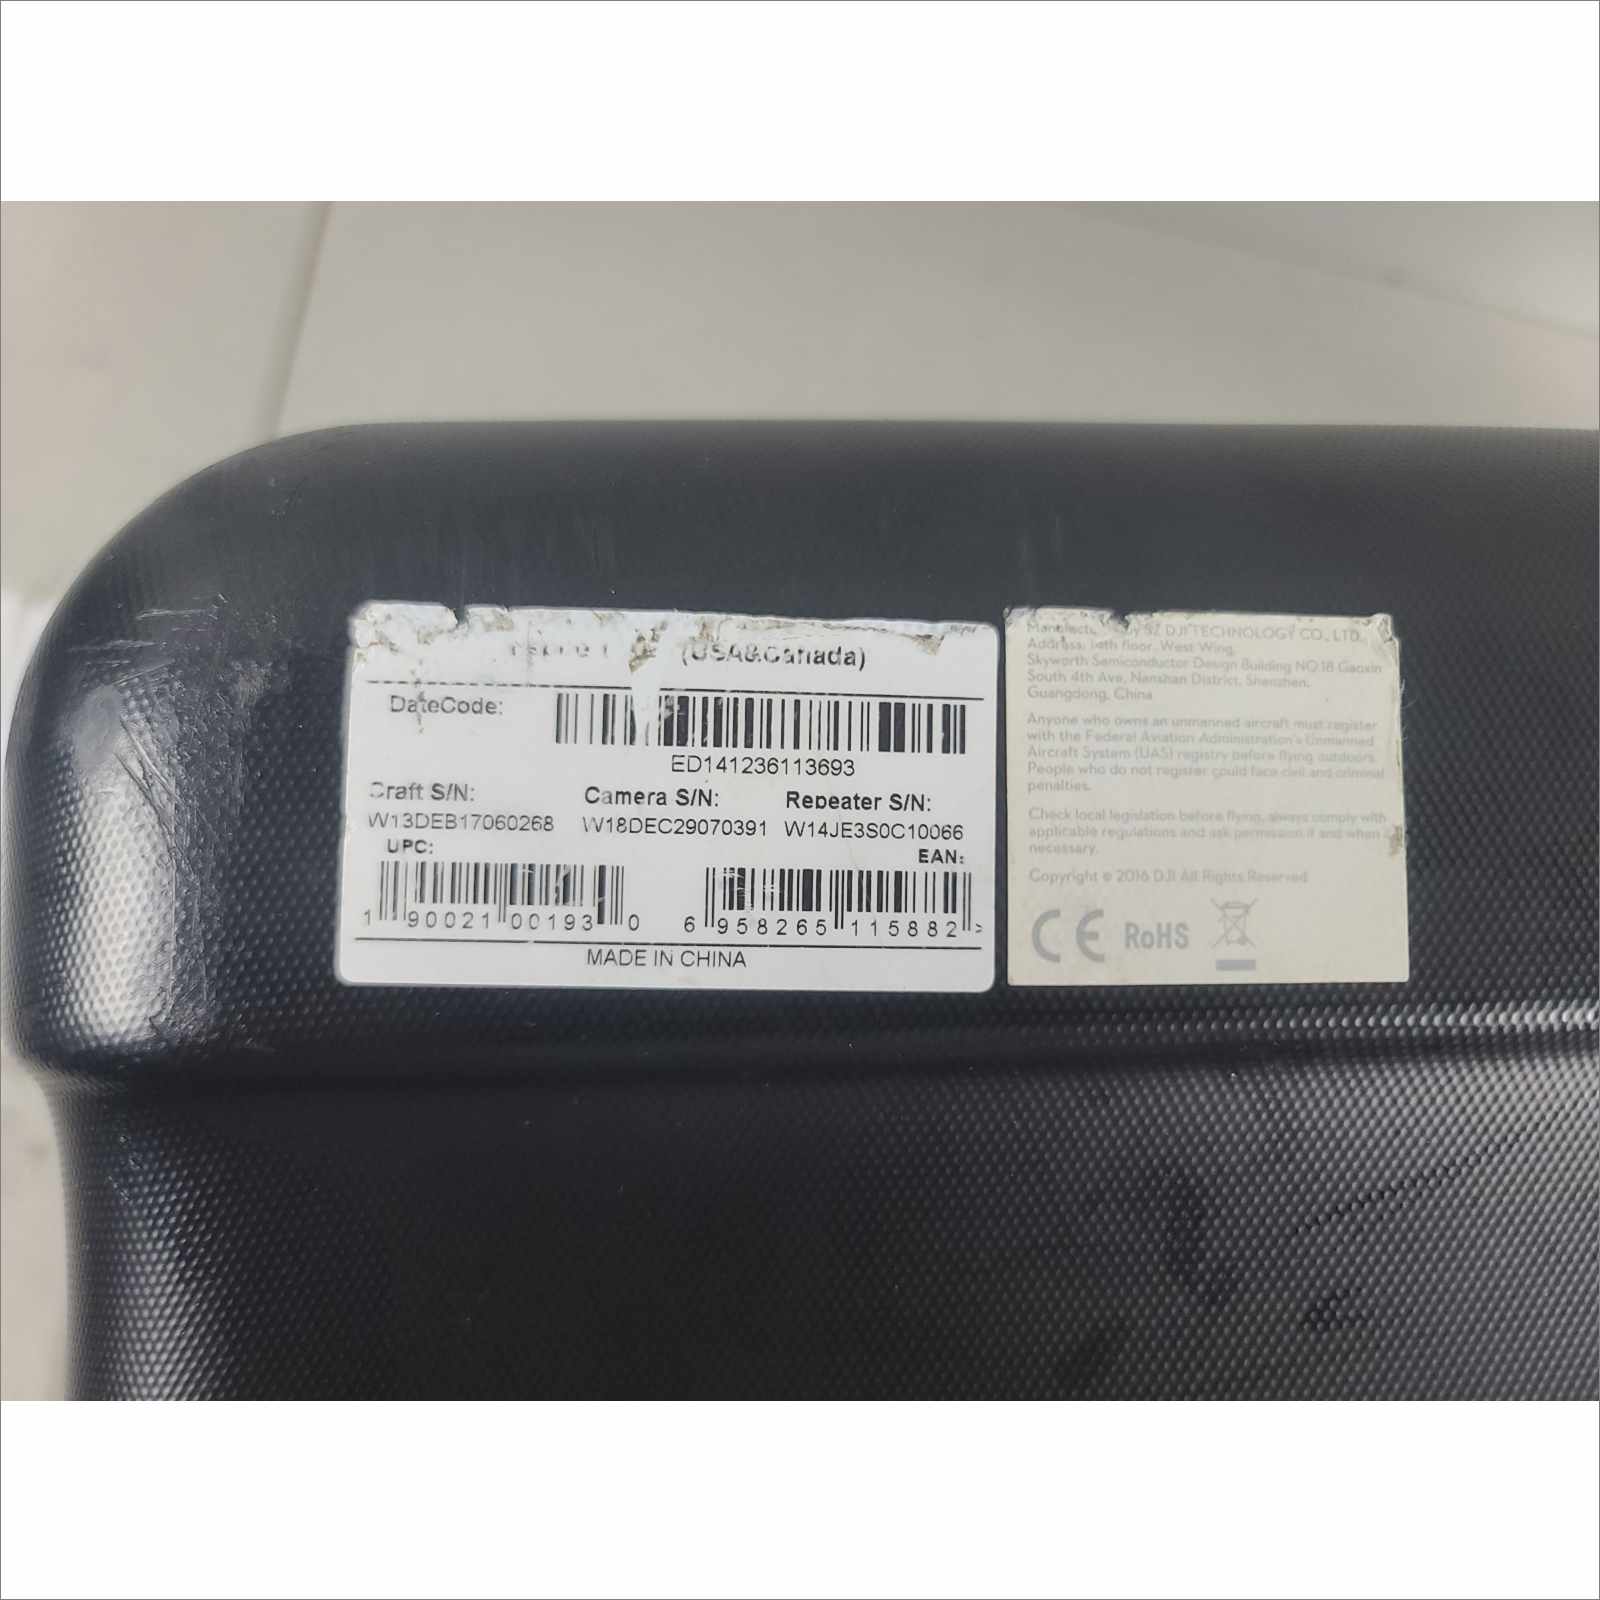 (USA&Canada)
DateCode:
ED141236113693
Craft S/N: Camera S/N: Repeater S/N:
W13DEB17060268 W18DEC29070391 W14JE3S0C10066
UPC: EAN:
1 90021 00193 0 6 958265 115882 >
MADE IN CHINA
by SZ DJI TECHNOLOGY CO., LTD.
Address: 14th floor, West Wing,
Skyworth Semiconductor Design Building NO.18 Gaoxin
South 4th Ave, Nanshan District, Shenzhen,
Guangdong, China
Anyone who owns an unmanned aircraft must register
with the Federal Aviation Administration's Unmanned
Aircraft System (UAS) registry before flying outdoors.
People who do not register could face civil and criminal
penalties.
Check local legislation before flying, always comply with
applicable regulations and ask permission if and when
necessary.
Copyright © 2016 DJI All Rights Reserved
CE RoHS